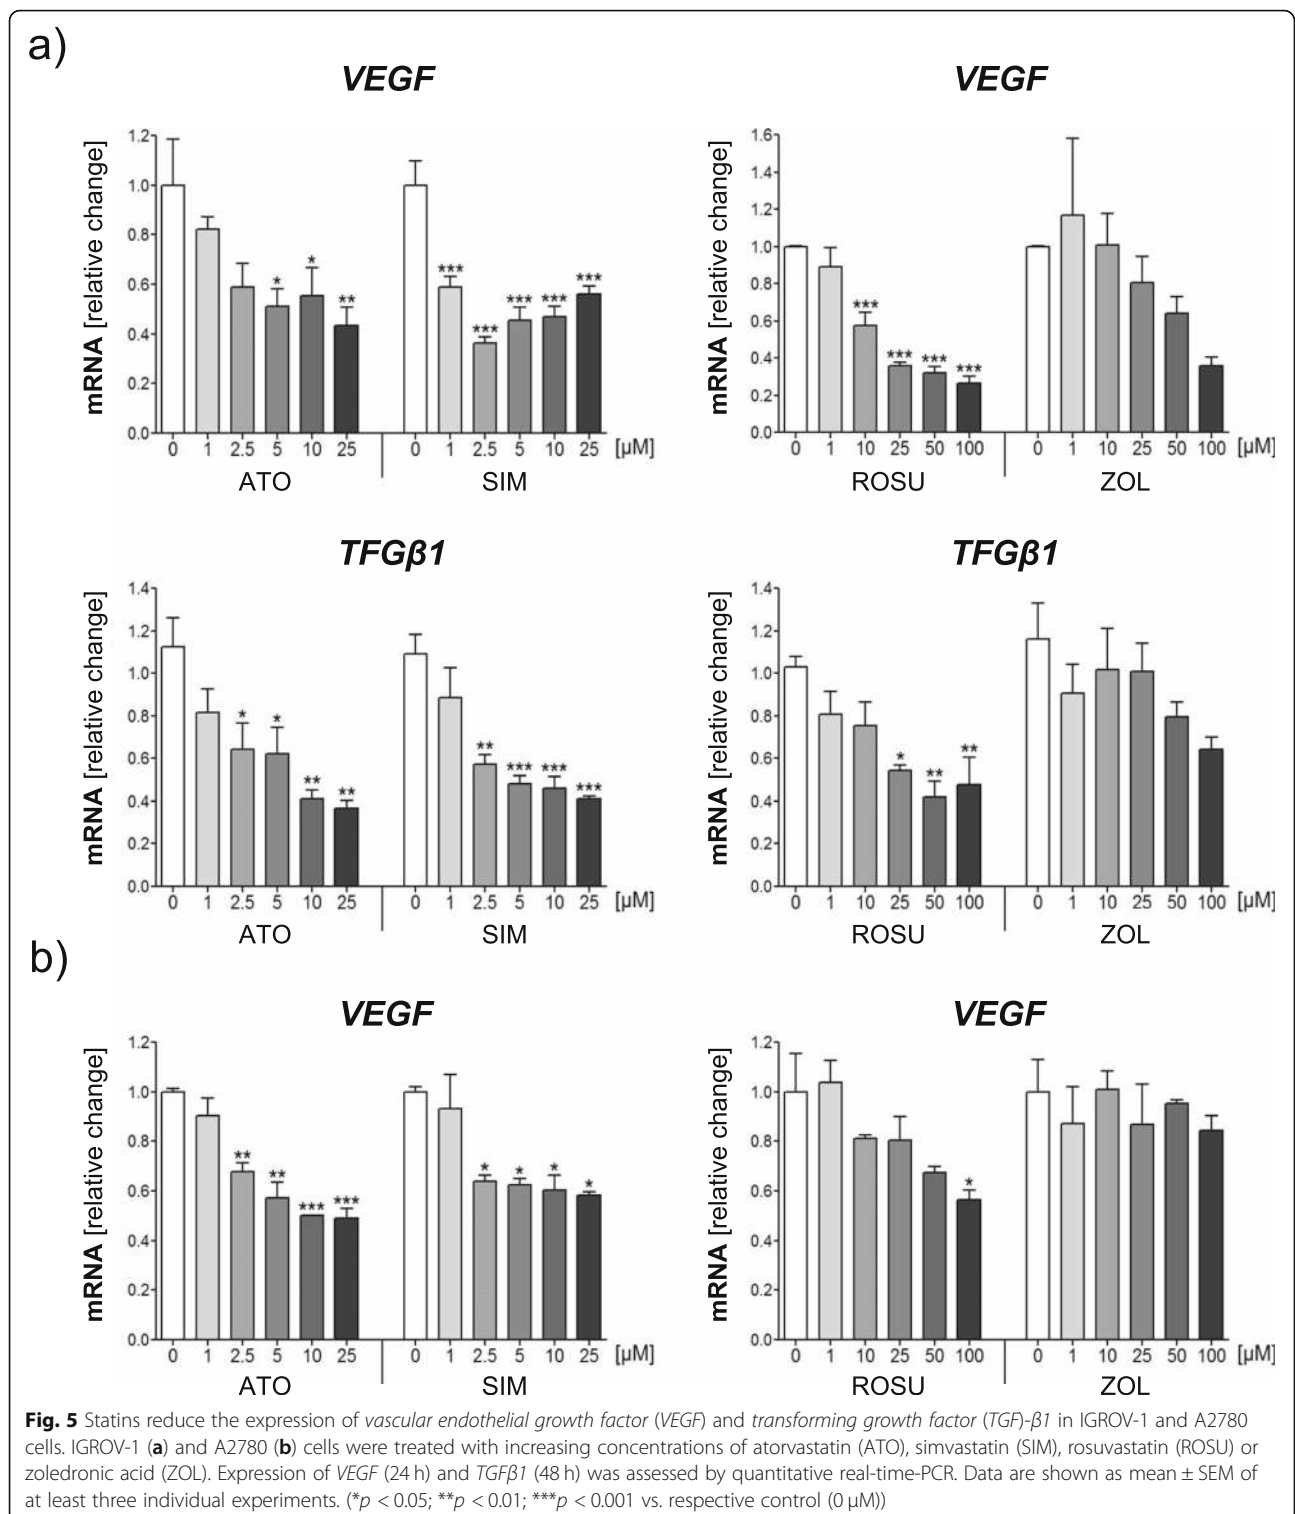 a)
VEGF
VEGF
mRNA [relative change]
1.2
1.0
0.8
0.6
0.4
0.2
0.0
* * **
*** *** *** *** ***
0 1 2.5 5 10 25 0 1 2.5 5 10 25 [µM]
ATO SIM
mRNA [relative change]
1.6
1.4
1.2
1.0
0.8
0.6
0.4
0.2
0.0
*** *** *** ***
0 1 10 25 50 100 0 1 10 25 50 100 [µM]
ROSU ZOL
TFGβ1
TFGβ1
mRNA [relative change]
1.4
1.2
1.0
0.8
0.6
0.4
0.2
0.0
* * ** **
** *** *** ***
0 1 2.5 5 10 25 0 1 2.5 5 10 25 [µM]
ATO SIM
mRNA [relative change]
1.4
1.2
1.0
0.8
0.6
0.4
0.2
0.0
* ** **
0 1 10 25 50 100 0 1 10 25 50 100 [µM]
ROSU ZOL
b)
VEGF
VEGF
mRNA [relative change]
1.2
1.0
0.8
0.6
0.4
0.2
0.0
** ** *** ***
* * * *
0 1 2.5 5 10 25 0 1 2.5 5 10 25 [µM]
ATO SIM
mRNA [relative change]
1.2
1.0
0.8
0.6
0.4
0.2
0.0
*
0 1 10 25 50 100 0 1 10 25 50 100 [µM]
ROSU ZOL
Fig. 5 Statins reduce the expression of vascular endothelial growth factor (VEGF) and transforming growth factor (TGF)-β1 in IGROV-1 and A2780
cells. IGROV-1 (a) and A2780 (b) cells were treated with increasing concentrations of atorvastatin (ATO), simvastatin (SIM), rosuvastatin (ROSU) or
zoledronic acid (ZOL). Expression of VEGF (24 h) and TGFβ1 (48 h) was assessed by quantitative real-time-PCR. Data are shown as mean ± SEM of
at least three individual experiments. (*p < 0.05; **p < 0.01; ***p < 0.001 vs. respective control (0 µM))